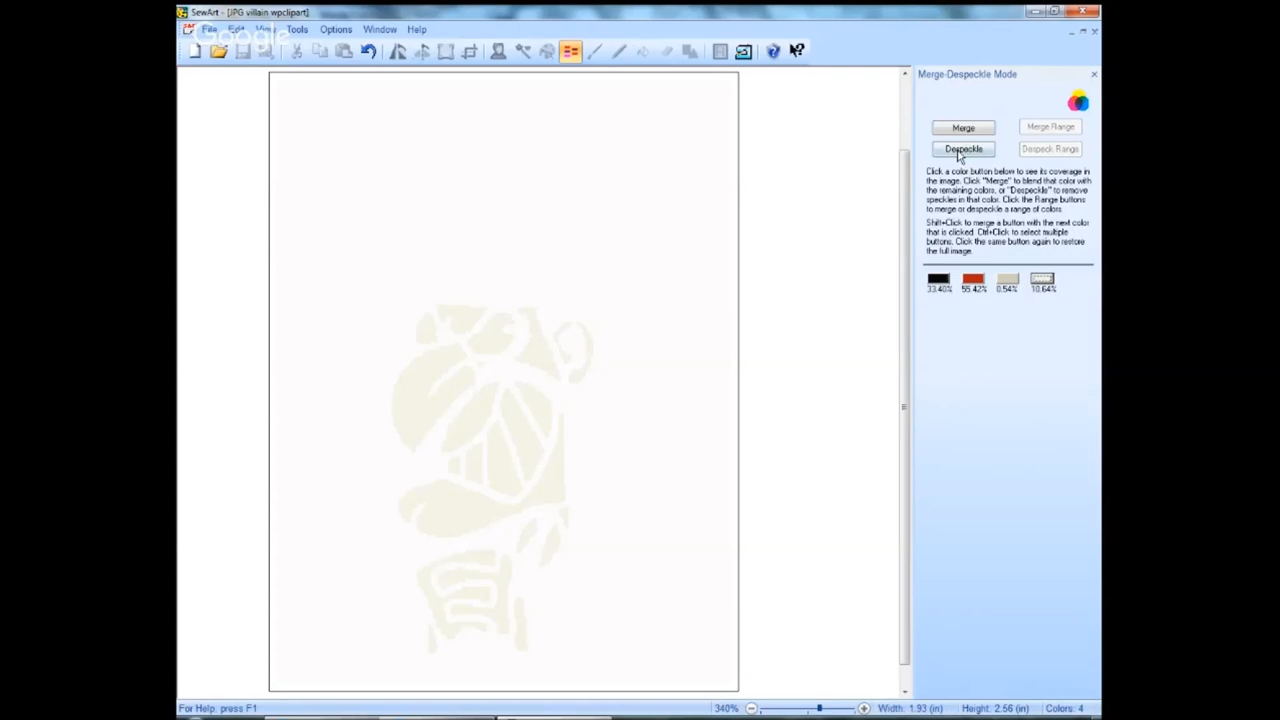 SewArt - [JPG villain wpclipart]
File Edit View Tools Options Window Help
Google
Merge-Despeckle Mode
Merge
Merge Range
Despeckle
Despeck Range
Click a color button below to see its coverage in
the image. Click "Merge" to blend that color with
the remaining colors, or "Despeckle" to remove
speckles in that color. Click the Range buttons
to merge or despeckle a range of colors.
Shift+Click to merge a button with the next color
that is clicked. Ctrl+Click to select multiple
buttons. Click the same button again to restore
the full image.
33.40% 55.42% 0.54% 10.64%
For Help, press F1
340%
Width: 1.93 (in) Height: 2.56 (in) Colors: 4